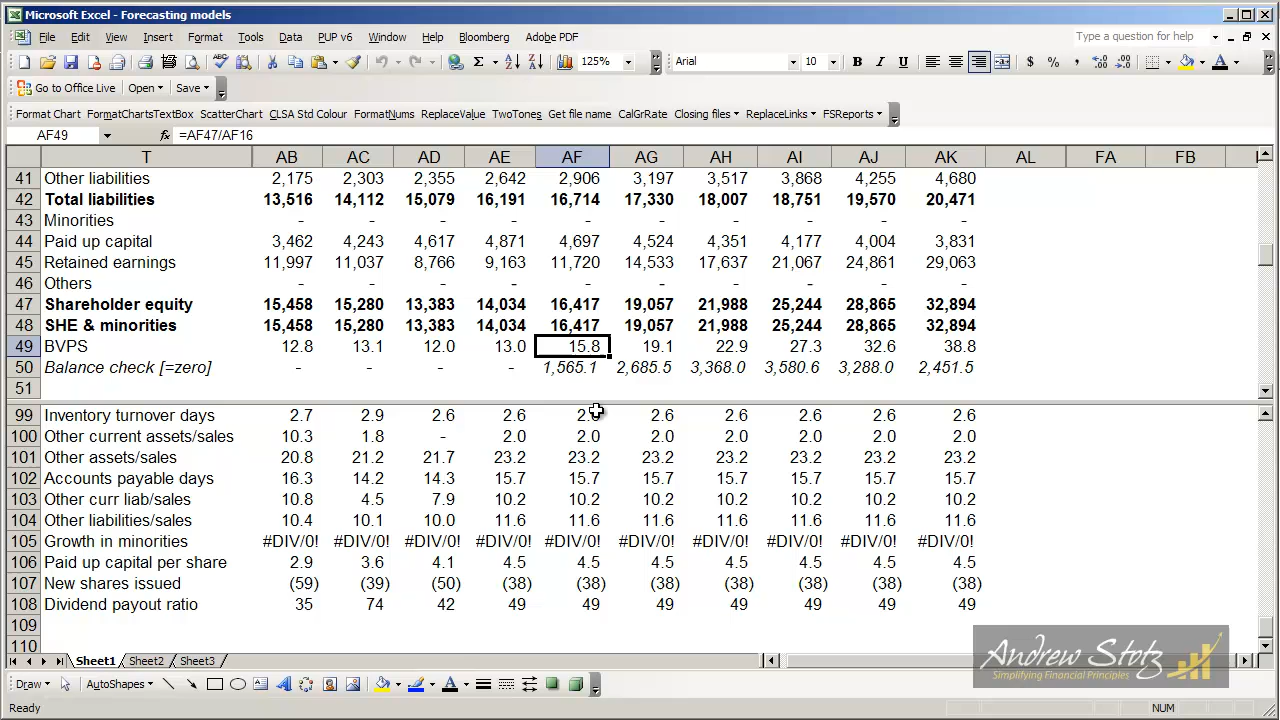 Microsoft Excel - Forecasting models
File Edit View Insert Format Tools Data PUP v6 Window Help Bloomberg Adobe PDF Type a question for help
125% Arial 10 B I U $ % ,
Go to Office Live Open Save
Format Chart FormatChartsTextBox ScatterChart CLSA Std Colour FormatNums ReplaceValue TwoTones Get file name CalGrRate Closing files ReplaceLinks FSReports
AF49 fx =AF47/AF16
T AB AC AD AE AF AG AH AI AJ AK AL FA FB
41 Other liabilities 2,175 2,303 2,355 2,642 2,906 3,197 3,517 3,868 4,255 4,680
42 Total liabilities 13,516 14,112 15,079 16,191 16,714 17,330 18,007 18,751 19,570 20,471
43 Minorities - - - - - - - - - -
44 Paid up capital 3,462 4,243 4,617 4,871 4,697 4,524 4,351 4,177 4,004 3,831
45 Retained earnings 11,997 11,037 8,766 9,163 11,720 14,533 17,637 21,067 24,861 29,063
46 Others - - - - - - - - - -
47 Shareholder equity 15,458 15,280 13,383 14,034 16,417 19,057 21,988 25,244 28,865 32,894
48 SHE & minorities 15,458 15,280 13,383 14,034 16,417 19,057 21,988 25,244 28,865 32,894
49 BVPS 12.8 13.1 12.0 13.0 15.8 19.1 22.9 27.3 32.6 38.8
50 Balance check [=zero] - - - - 1,565.1 2,685.5 3,368.0 3,580.6 3,288.0 2,451.5
51
99 Inventory turnover days 2.7 2.9 2.6 2.6 2.6 2.6 2.6 2.6 2.6
100 Other current assets/sales 10.3 1.8 - 2.0 2.0 2.0 2.0 2.0 2.0 2.0
101 Other assets/sales 20.8 21.2 21.7 23.2 23.2 23.2 23.2 23.2 23.2 23.2
102 Accounts payable days 16.3 14.2 14.3 15.7 15.7 15.7 15.7 15.7 15.7 15.7
103 Other curr liab/sales 10.8 4.5 7.9 10.2 10.2 10.2 10.2 10.2 10.2 10.2
104 Other liabilities/sales 10.4 10.1 10.0 11.6 11.6 11.6 11.6 11.6 11.6 11.6
105 Growth in minorities #DIV/0! #DIV/0! #DIV/0! #DIV/0! #DIV/0! #DIV/0! #DIV/0! #DIV/0! #DIV/0! #DIV/0!
106 Paid up capital per share 2.9 3.6 4.1 4.5 4.5 4.5 4.5 4.5 4.5 4.5
107 New shares issued (59) (39) (50) (38) (38) (38) (38) (38) (38) (38)
108 Dividend payout ratio 35 74 42 49 49 49 49 49 49 49
109
110
Andrew Stotz
Simplifying Financial Principles
Sheet1 Sheet2 Sheet3
Draw AutoShapes
Ready NUM